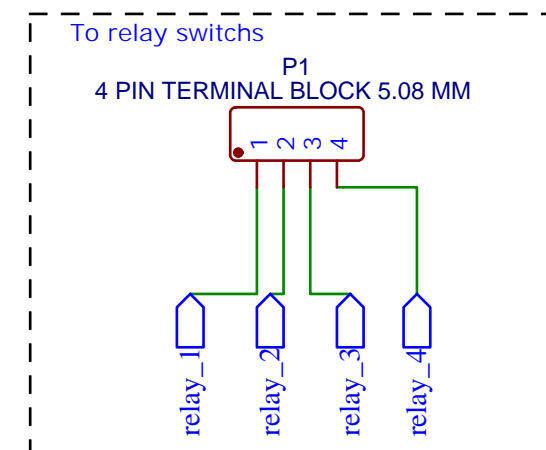 To relay switchs
P1
4 PIN TERMINAL BLOCK 5.08 MM
1 2 3 4
relay_1
relay_2
relay_3
relay_4